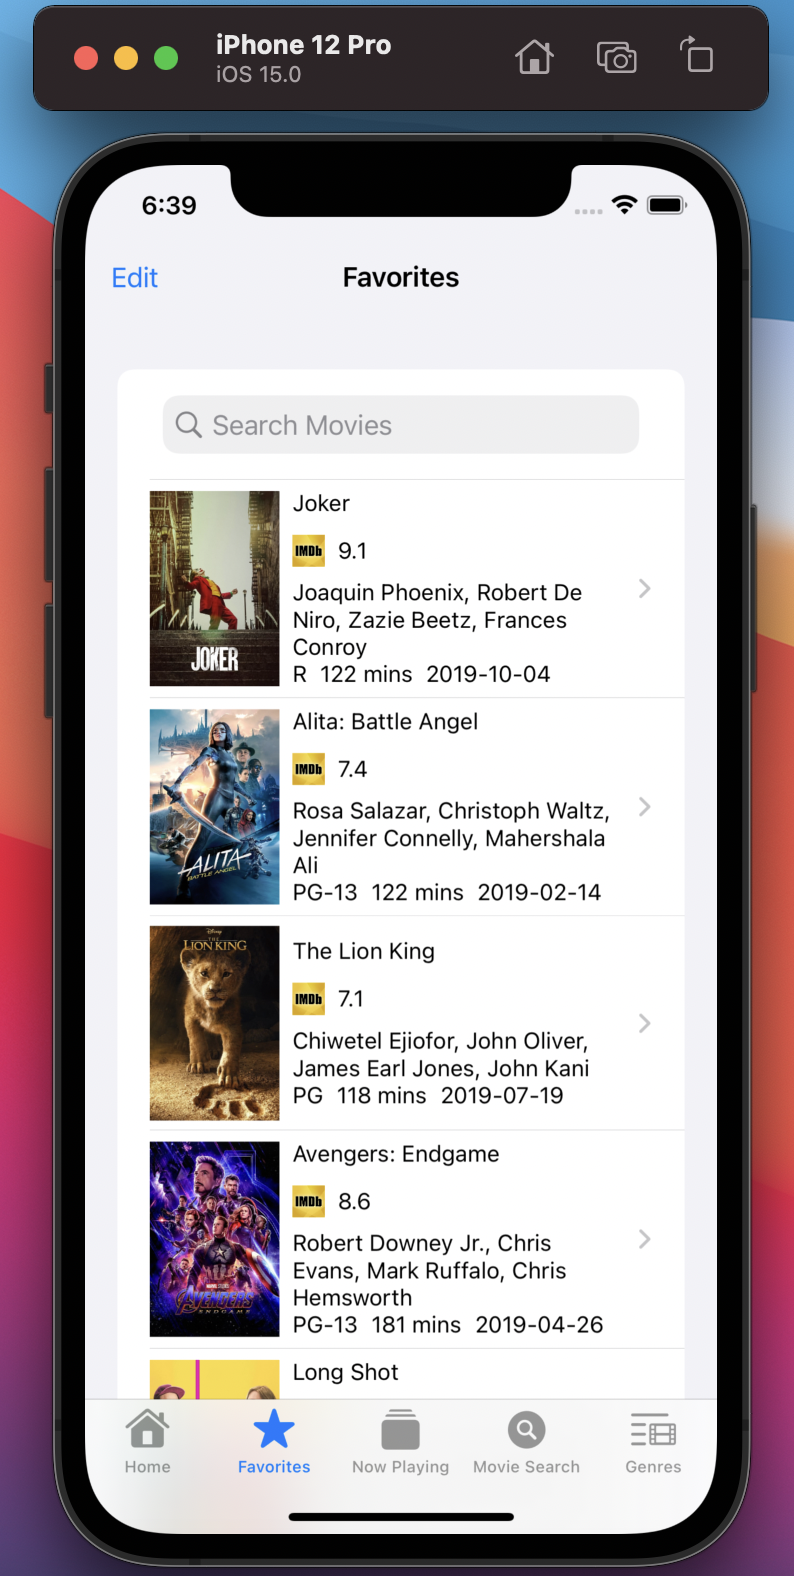 iPhone 12 Pro
iOS 15.0
6:39
Edit
Favorites
Search Movies
JOKER
Joker
IMDb 9.1
Joaquin Phoenix, Robert De
Niro, Zazie Beetz, Frances
Conroy
R 122 mins 2019-10-04
ALITA
BATTLE ANGEL
Alita: Battle Angel
IMDb 7.4
Rosa Salazar, Christoph Waltz,
Jennifer Connelly, Mahershala
Ali
PG-13 122 mins 2019-02-14
Disney
THE
LION KING
The Lion King
IMDb 7.1
Chiwetel Ejiofor, John Oliver,
James Earl Jones, John Kani
PG 118 mins 2019-07-19
AVENGERS
ENDGAME
Avengers: Endgame
IMDb 8.6
Robert Downey Jr., Chris
Evans, Mark Ruffalo, Chris
Hemsworth
PG-13 181 mins 2019-04-26
Long Shot
Home
Favorites
Now Playing
Movie Search
Genres